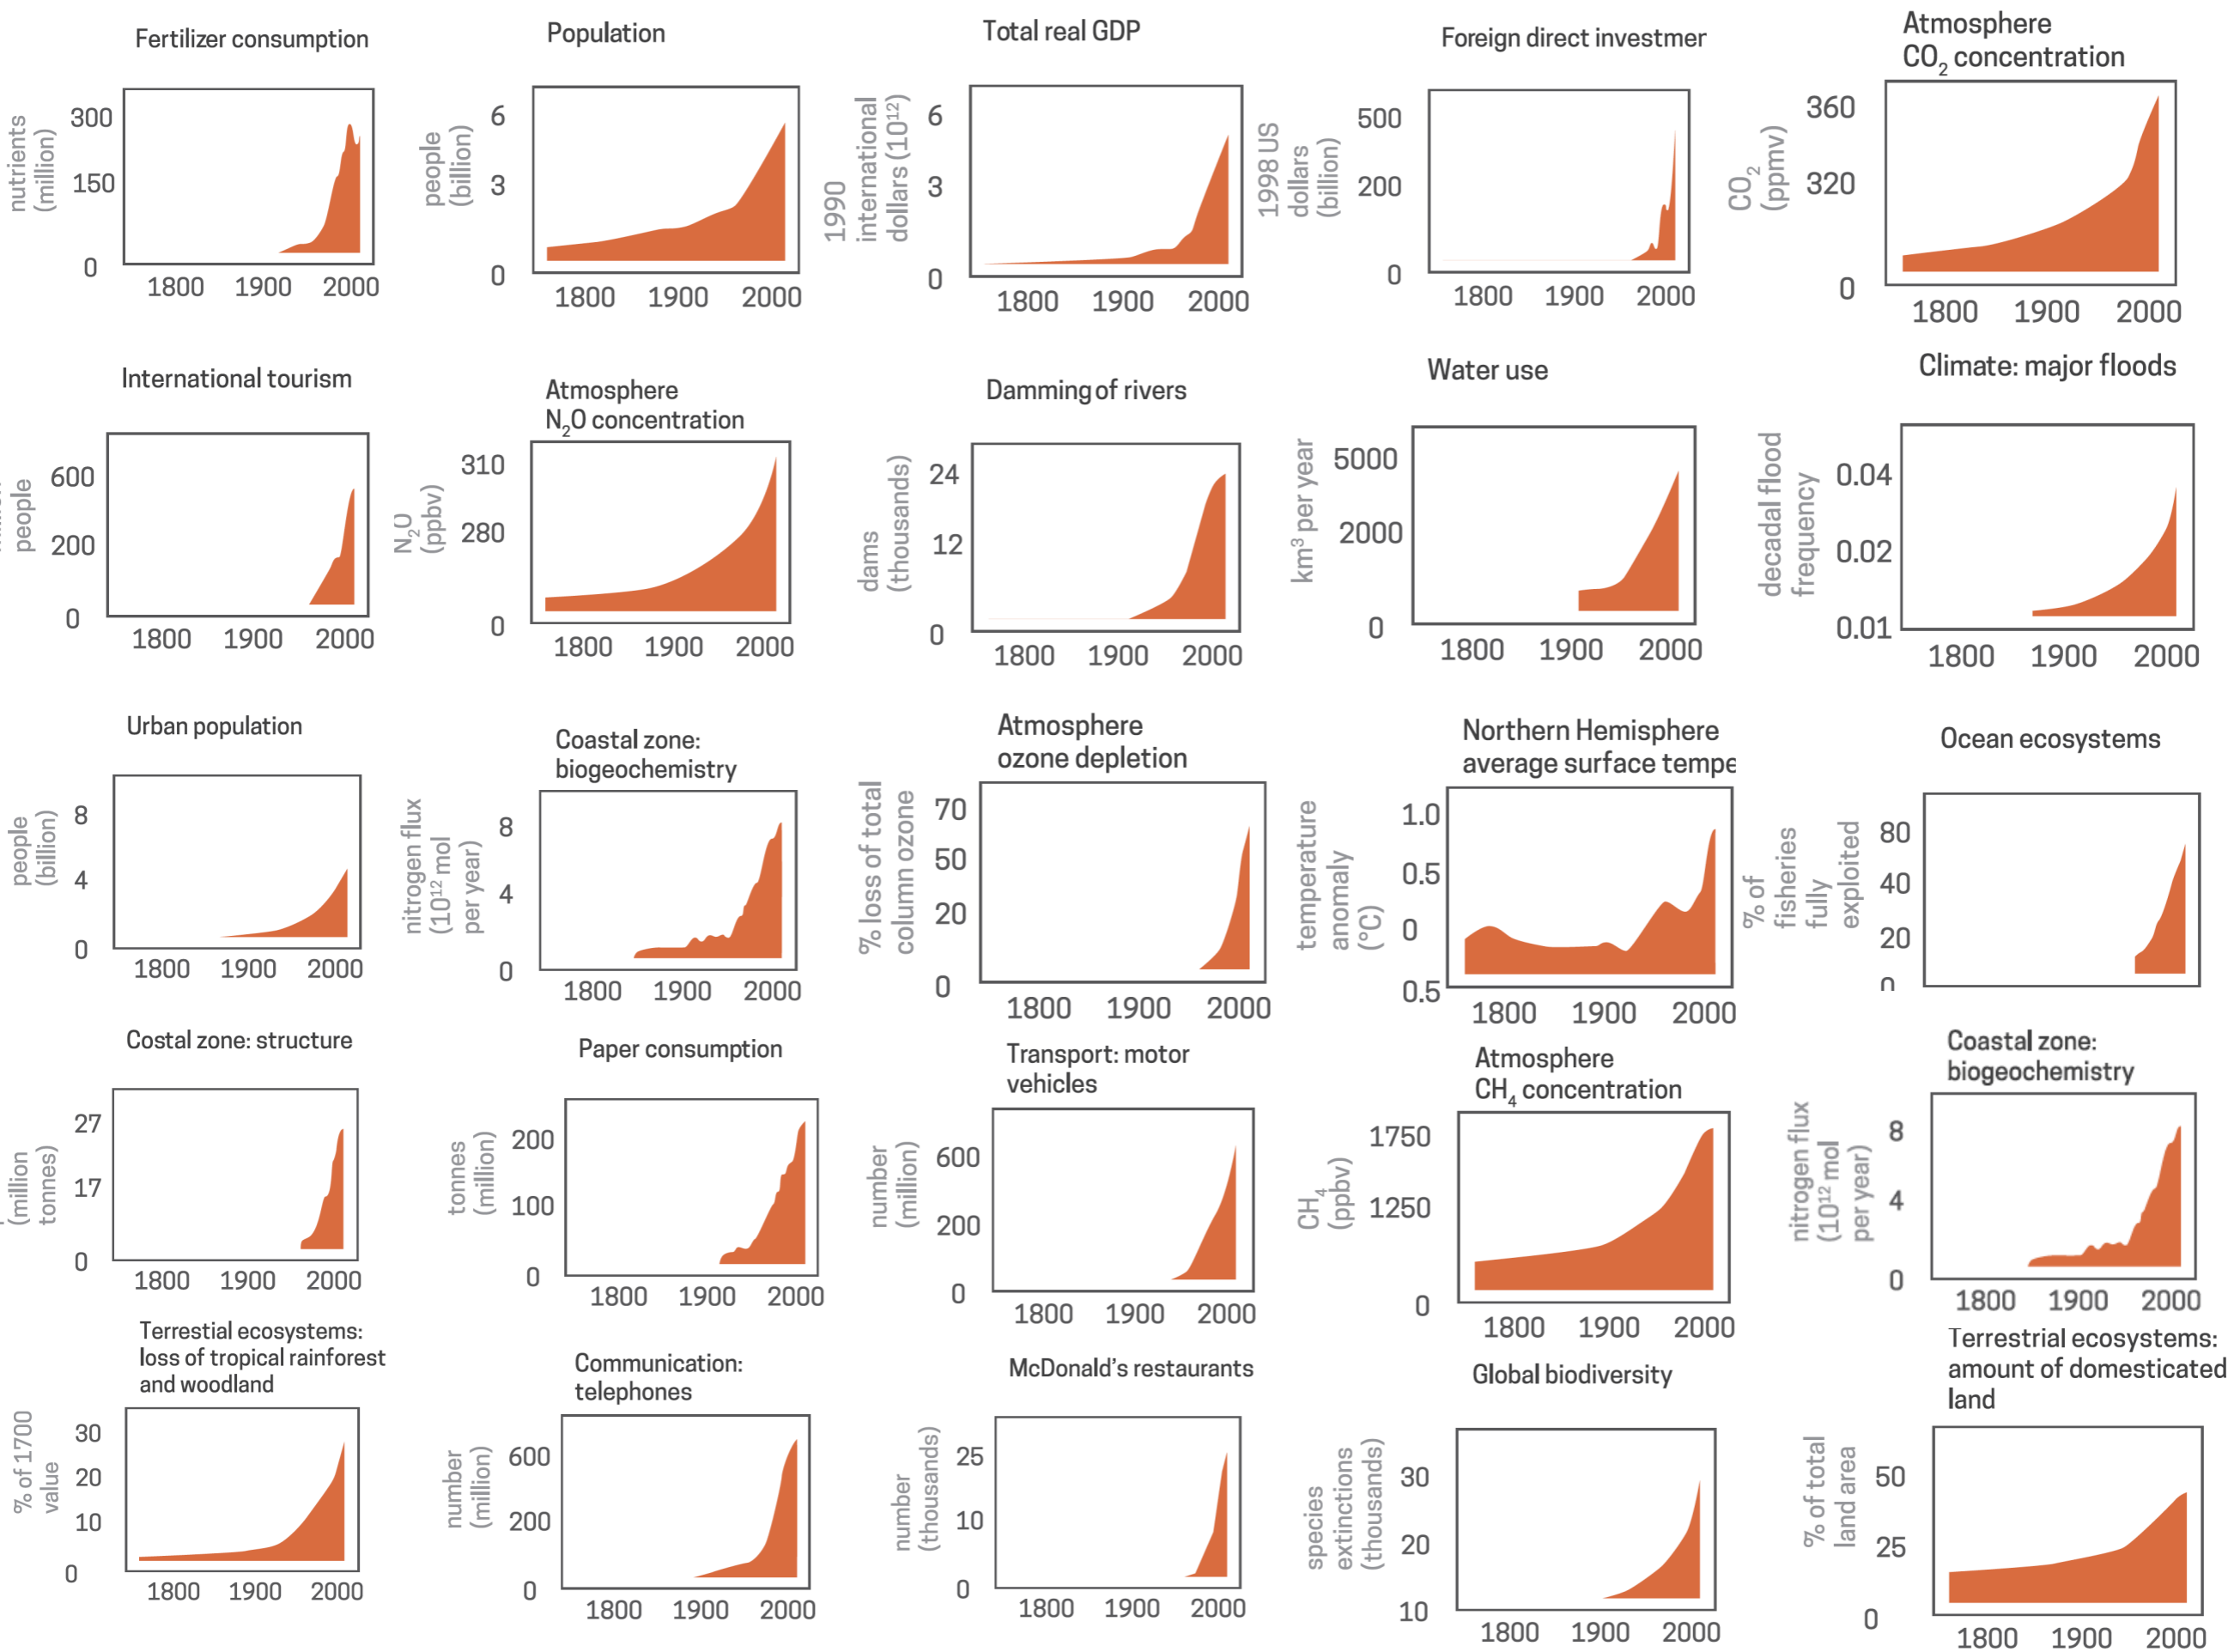 Fertilizer consumption
nutrients
(million)
300
150
0
1800 1900 2000
Population
people
(billion)
6
3
0
1800 1900 2000
Total real GDP
1990
international
dollars (10¹²)
6
3
0
1800 1900 2000
Foreign direct investmer
1998 US
dollars
(billion)
500
200
0
1800 1900 2000
Atmosphere
CO₂ concentration
CO₂
(ppmv)
360
320
0
1800 1900 2000
International tourism
people
600
200
0
1800 1900 2000
Atmosphere
N₂O concentration
N₂O
(ppbv)
310
280
0
1800 1900 2000
Damming of rivers
dams
(thousands)
24
12
0
1800 1900 2000
Water use
km³ per year
5000
2000
0
1800 1900 2000
Climate: major floods
decadal flood
frequency
0.04
0.02
0.01
1800 1900 2000
Urban population
people
(billion)
8
4
0
1800 1900 2000
Coastal zone:
biogeochemistry
nitrogen flux
(10¹² mol
per year)
8
4
0
1800 1900 2000
Atmosphere
ozone depletion
% loss of total
column ozone
70
50
20
0
1800 1900 2000
Northern Hemisphere
average surface tempe
temperature
anomaly
(°C)
1.0
0.5
0
0.5
1800 1900 2000
Ocean ecosystems
% of
fisheries
fully
exploited
80
40
20
0
Costal zone: structure
(million
tonnes)
27
17
0
1800 1900 2000
Paper consumption
tonnes
(million)
200
100
0
1800 1900 2000
Transport: motor
vehicles
number
(million)
600
200
0
1800 1900 2000
Atmosphere
CH₄ concentration
CH₄
(ppbv)
1750
1250
0
1800 1900 2000
Coastal zone:
biogeochemistry
nitrogen flux
(10¹² mol
per year)
8
4
0
1800 1900 2000
Terrestial ecosystems:
loss of tropical rainforest
and woodland
% of 1700
value
30
20
10
0
1800 1900 2000
Communication:
telephones
number
(million)
600
200
0
1800 1900 2000
McDonald's restaurants
number
(thousands)
25
10
0
1800 1900 2000
Global biodiversity
species
extinctions
(thousands)
30
20
10
1800 1900 2000
Terrestrial ecosystems:
amount of domesticated
land
% of total
land area
50
25
0
1800 1900 2000